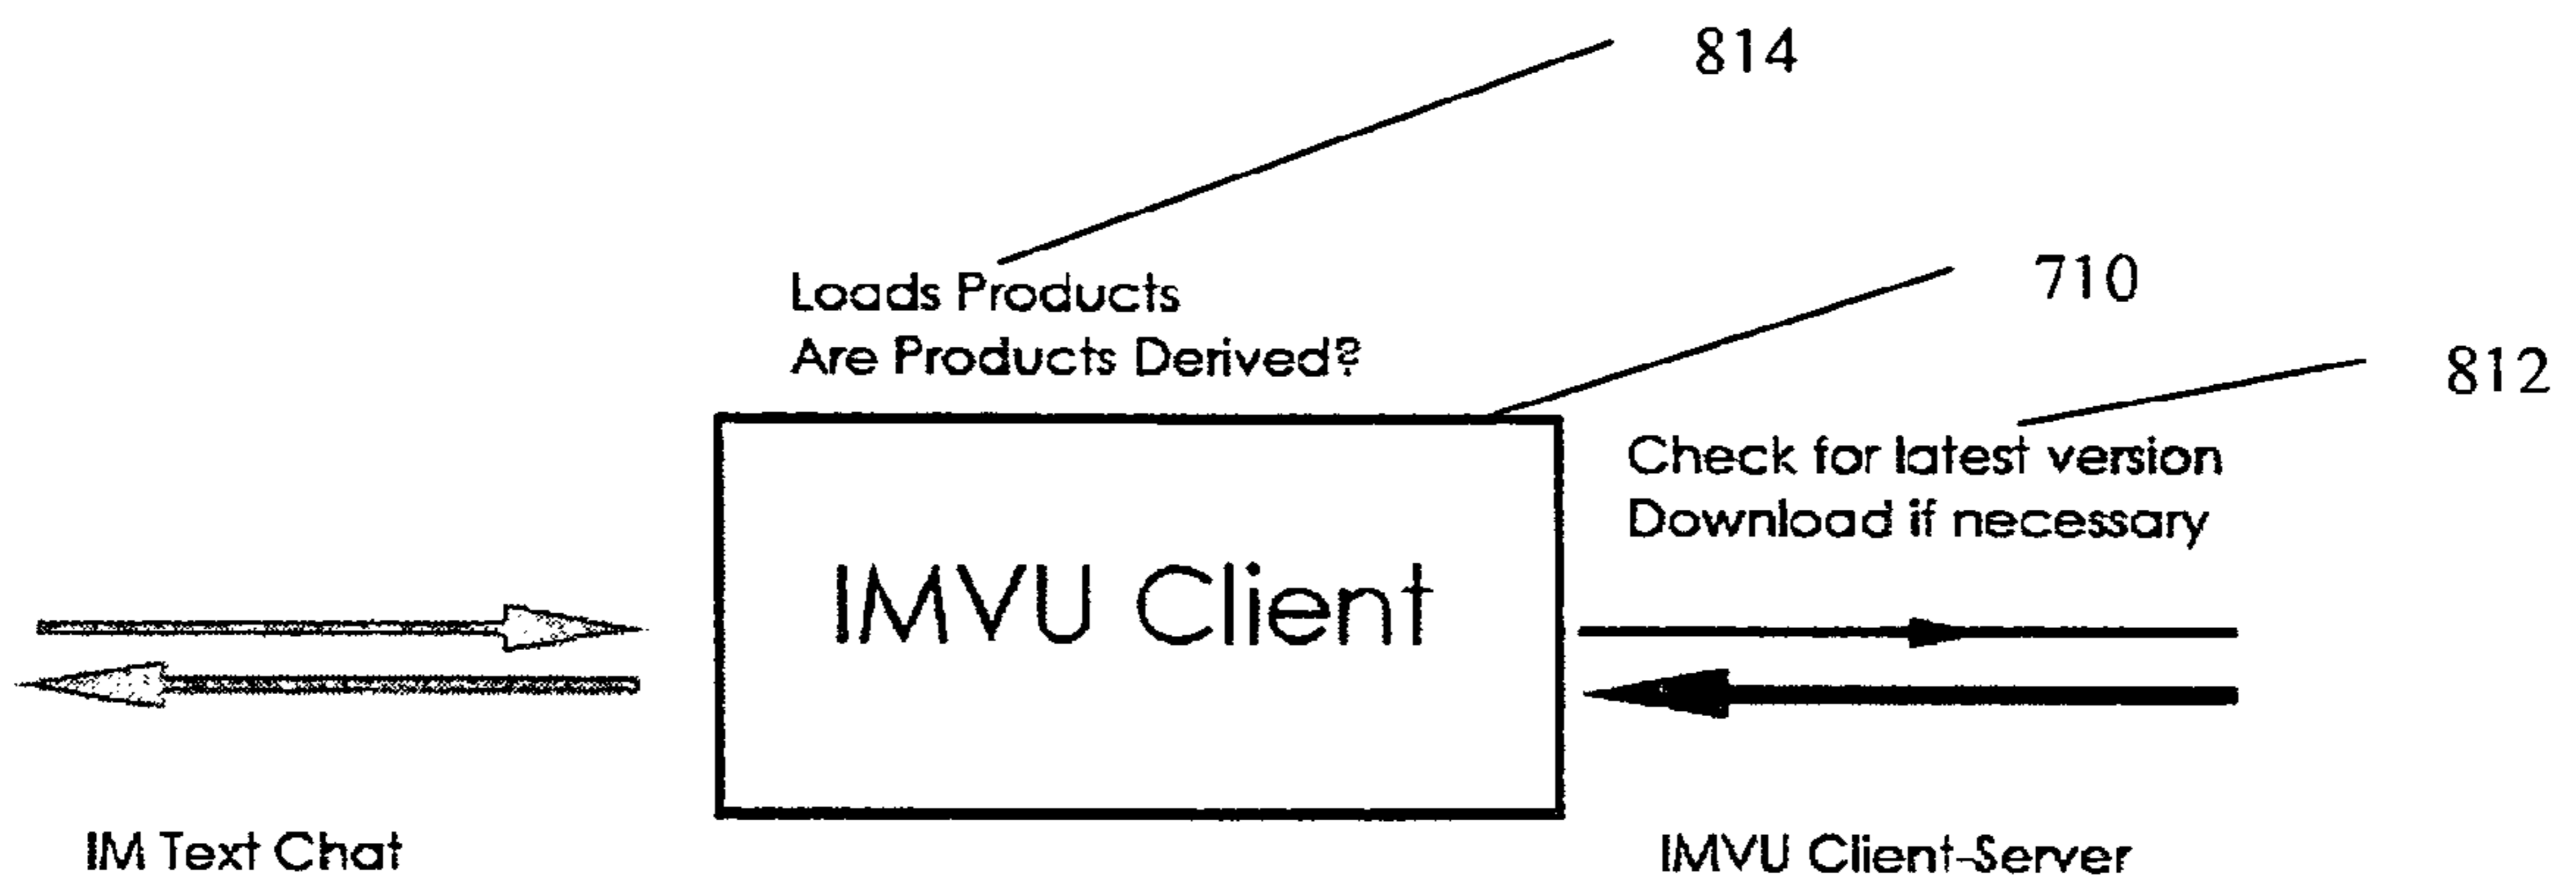 814
Loads Products
Are Products Derived?
710
812
Check for latest version
Download if necessary
IMVU Client
IM Text Chat
IMVU Client-Server